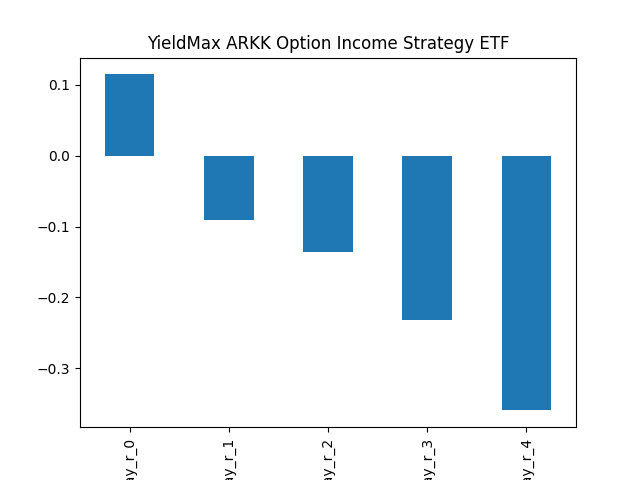 YieldMax ARKK Option Income Strategy ETF
0.1
0.0
−0.1
−0.2
−0.3
ay_r_0
ay_r_1
ay_r_2
ay_r_3
ay_r_4